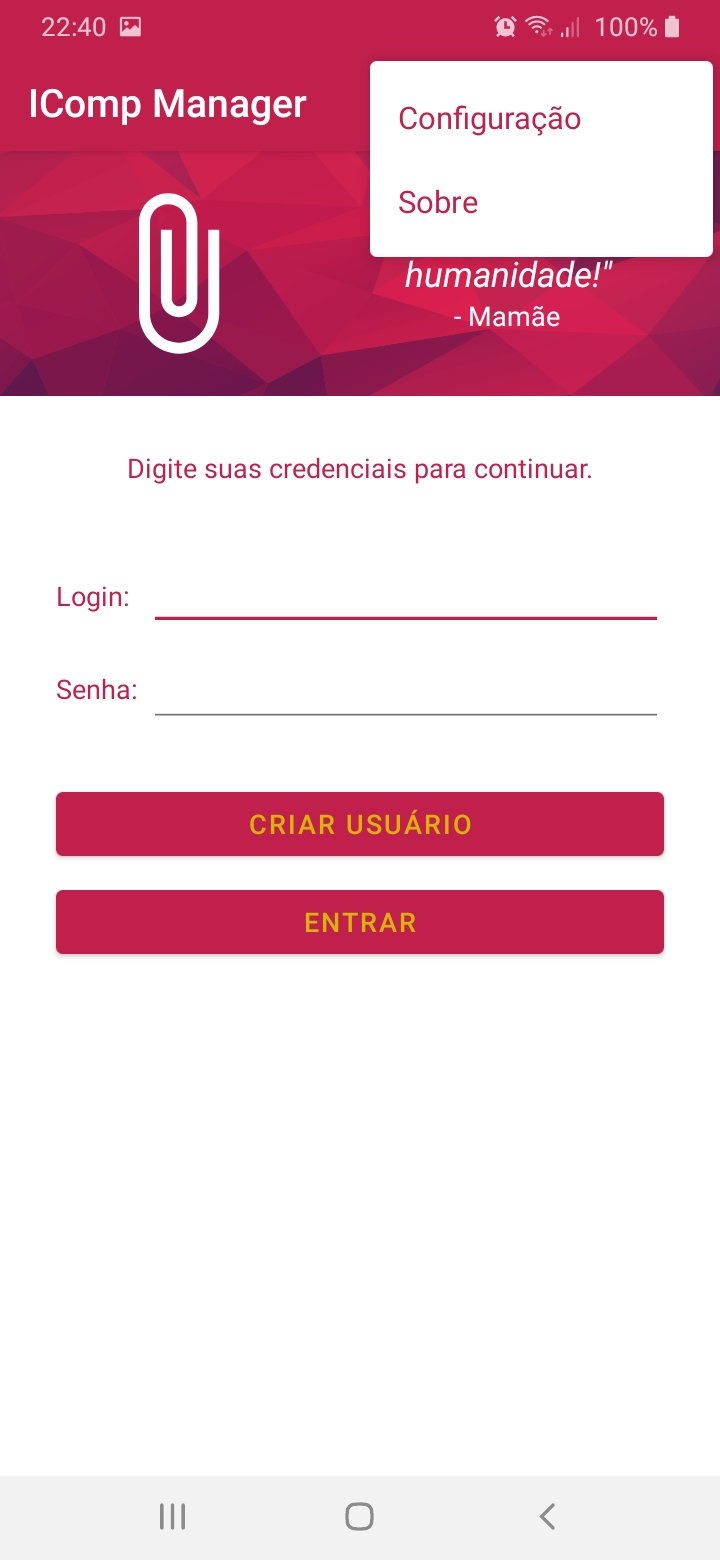 22:40
100%
IComp Manager
Configuração
Sobre
humanidade!"
- Mamãe
Digite suas credenciais para continuar.
Login:
Senha:
CRIAR USUÁRIO
ENTRAR